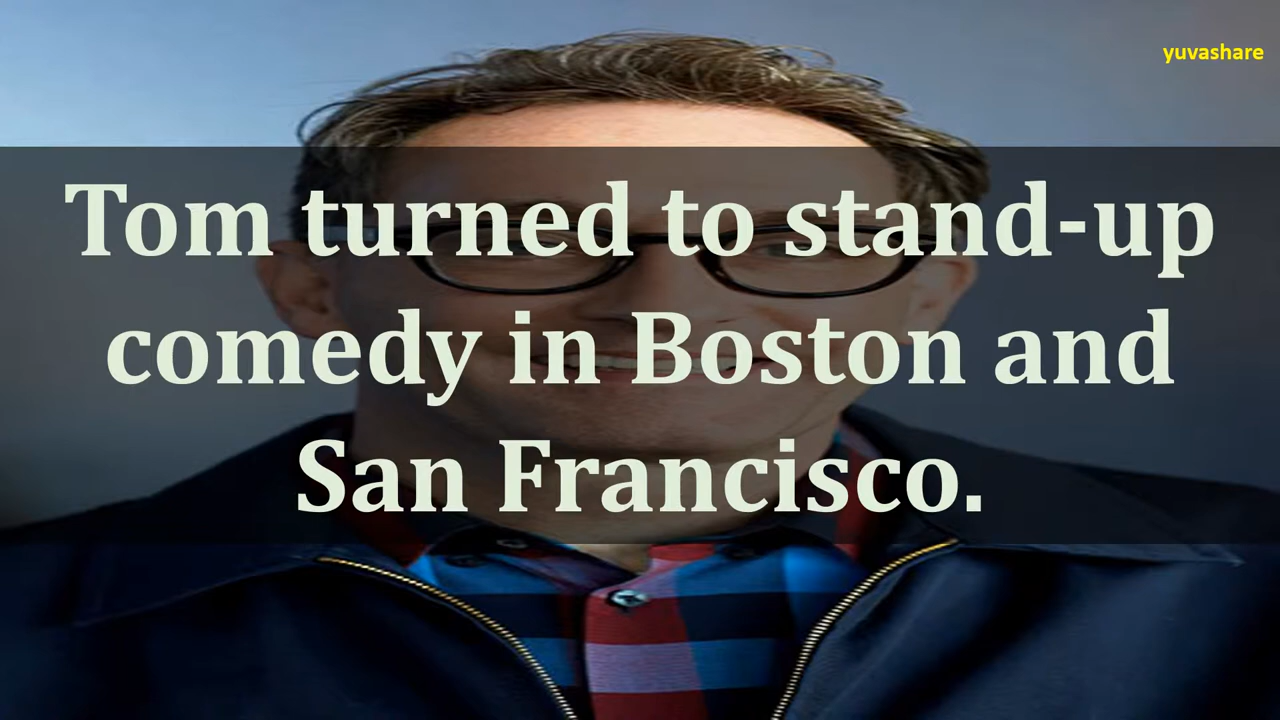 yuvashare
Tom turned to stand-up
comedy in Boston and
San Francisco.